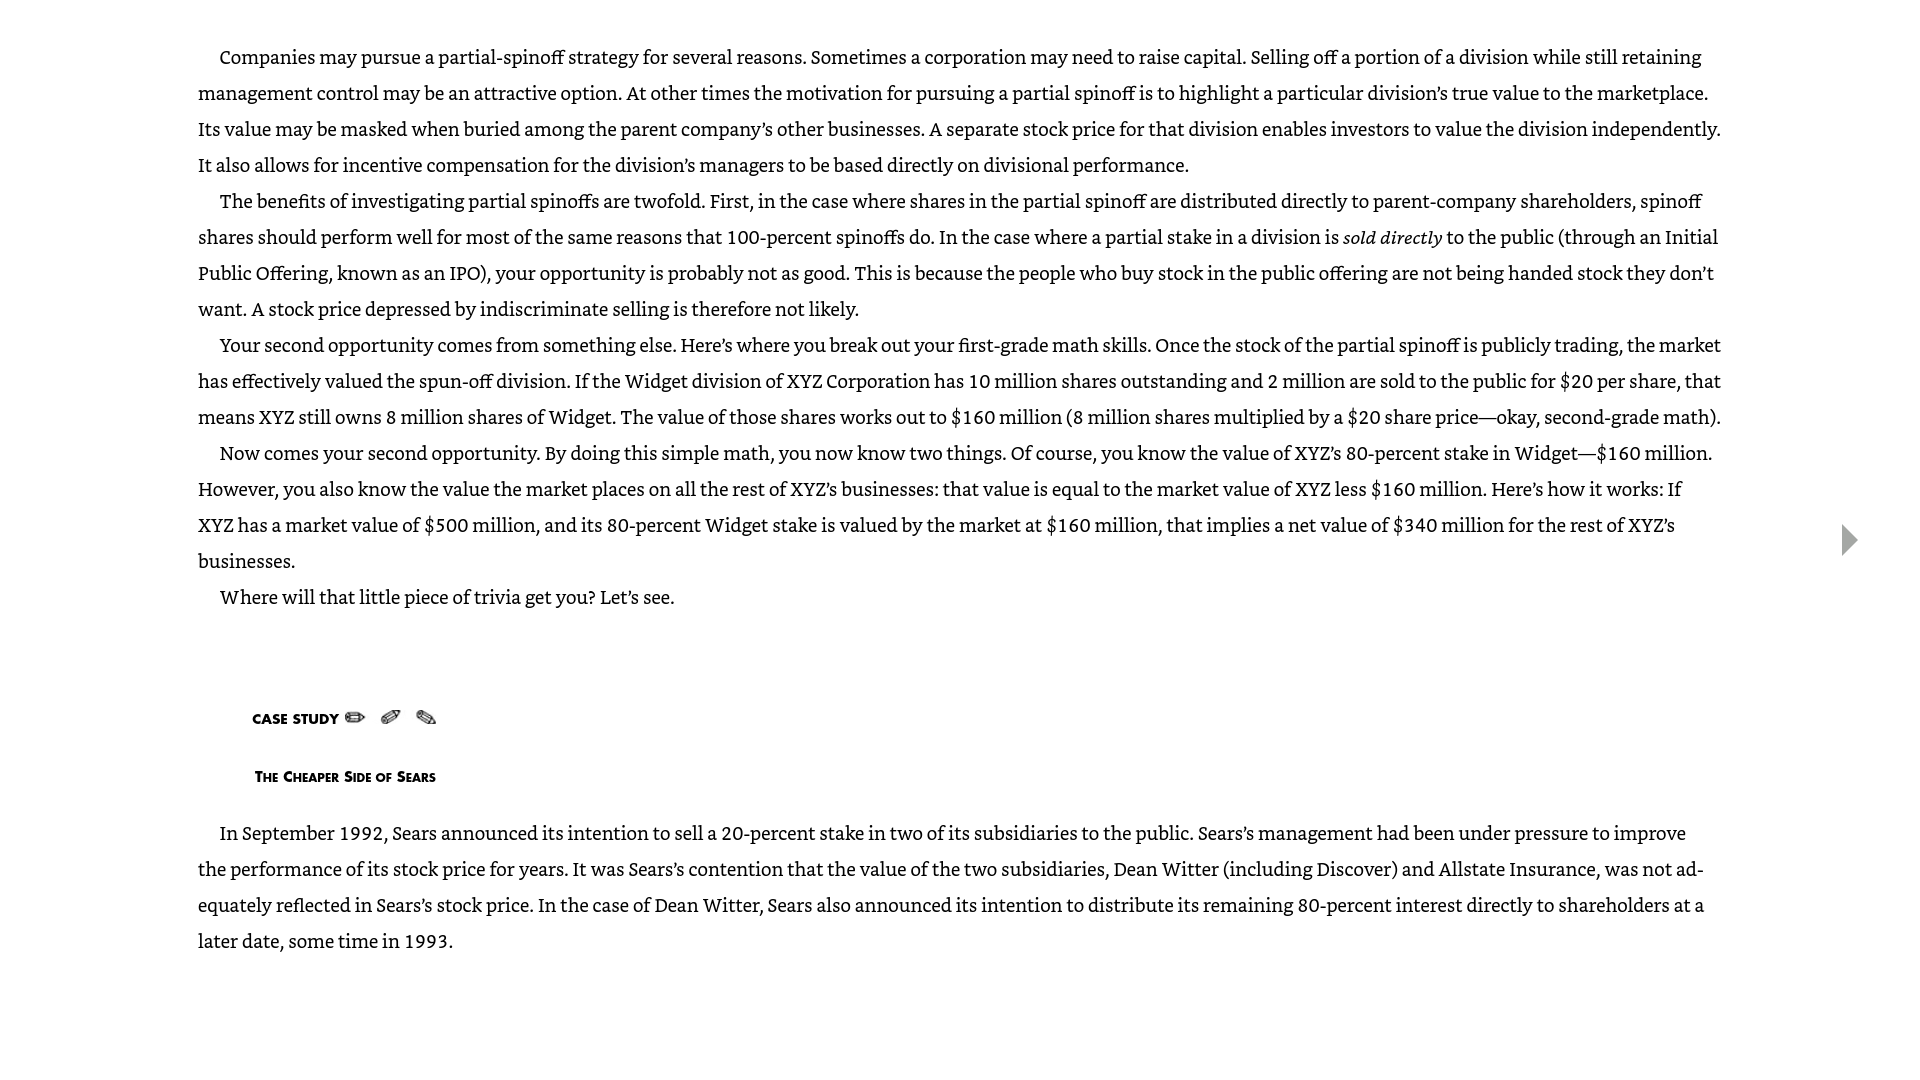 Companies may pursue a partial-spinoff strategy for several reasons. Sometimes a corporation may need to raise capital. Selling off a portion of a division while still retaining
management control may be an attractive option. At other times the motivation for pursuing a partial spinoff is to highlight a particular division’s true value to the marketplace.
Its value may be masked when buried among the parent company’s other businesses. A separate stock price for that division enables investors to value the division independently.
It also allows for incentive compensation for the division’s managers to be based directly on divisional performance.
The benefits of investigating partial spinoffs are twofold. First, in the case where shares in the partial spinoff are distributed directly to parent-company shareholders, spinoff
shares should perform well for most of the same reasons that 100-percent spinoffs do. In the case where a partial stake in a division is sold directly to the public (through an Initial
Public Offering, known as an IPO), your opportunity is probably not as good. This is because the people who buy stock in the public offering are not being handed stock they don’t
want. A stock price depressed by indiscriminate selling is therefore not likely.
Your second opportunity comes from something else. Here’s where you break out your first-grade math skills. Once the stock of the partial spinoff is publicly trading, the market
has effectively valued the spun-off division. If the Widget division of XYZ Corporation has 10 million shares outstanding and 2 million are sold to the public for $20 per share, that
means XYZ still owns 8 million shares of Widget. The value of those shares works out to $160 million (8 million shares multiplied by a $20 share price—okay, second-grade math).
Now comes your second opportunity. By doing this simple math, you now know two things. Of course, you know the value of XYZ’s 80-percent stake in Widget—$160 million.
However, you also know the value the market places on all the rest of XYZ’s businesses: that value is equal to the market value of XYZ less $160 million. Here’s how it works: If
XYZ has a market value of $500 million, and its 80-percent Widget stake is valued by the market at $160 million, that implies a net value of $340 million for the rest of XYZ’s
businesses.
Where will that little piece of trivia get you? Let’s see.
CASE STUDY
THE CHEAPER SIDE OF SEARS
In September 1992, Sears announced its intention to sell a 20-percent stake in two of its subsidiaries to the public. Sears’s management had been under pressure to improve
the performance of its stock price for years. It was Sears’s contention that the value of the two subsidiaries, Dean Witter (including Discover) and Allstate Insurance, was not ad-
equately reflected in Sears’s stock price. In the case of Dean Witter, Sears also announced its intention to distribute its remaining 80-percent interest directly to shareholders at a
later date, some time in 1993.